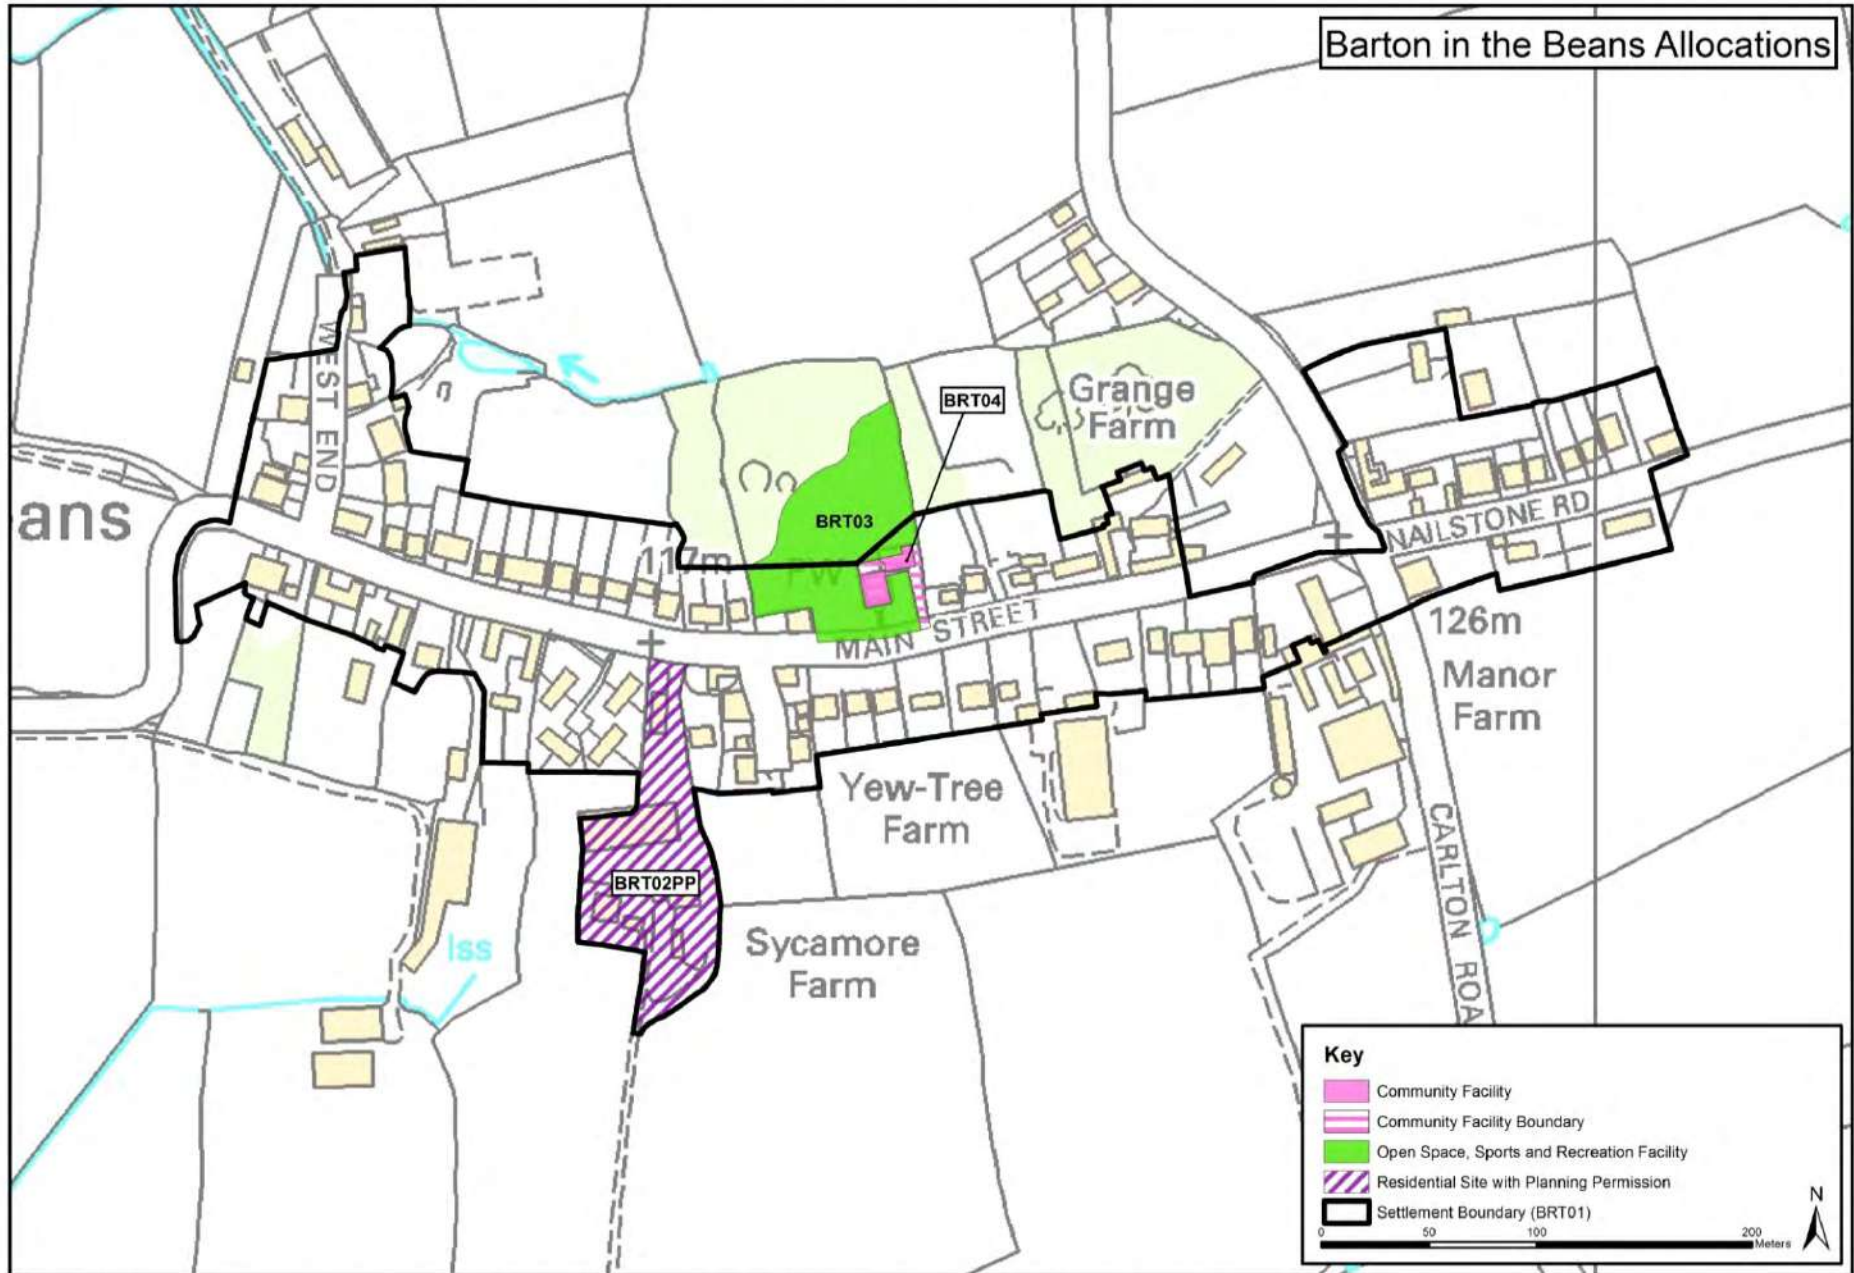 Barton in the Beans Allocations
WEST END
BRT04
Grange
Farm
ans
BRT03
117m
PW
NAILSTONE RD
MAIN STREET
126m
Manor
Farm
Yew-Tree
Farm
BRT02PP
CARLTON ROA
Sycamore
Farm
Iss
Key
Community Facility
Community Facility Boundary
Open Space, Sports and Recreation Facility
Residential Site with Planning Permission
Settlement Boundary (BRT01)
N
0 50 100 200
Meters